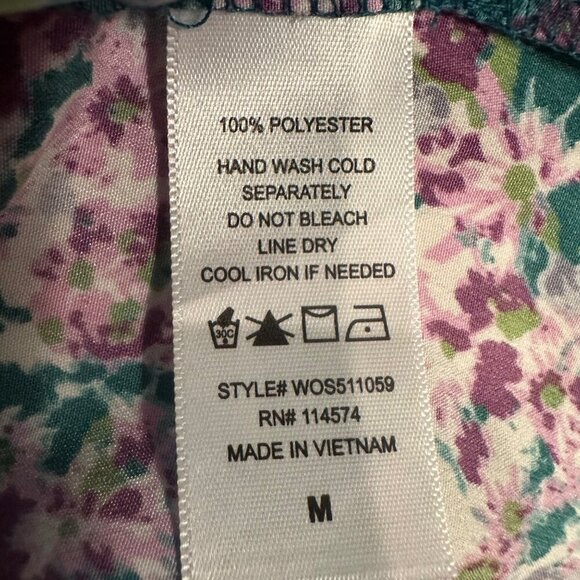 100% POLYESTER
HAND WASH COLD
SEPARATELY
DO NOT BLEACH
LINE DRY
COOL IRON IF NEEDED
30C
STYLE# WOS511059
RN# 114574
MADE IN VIETNAM
M